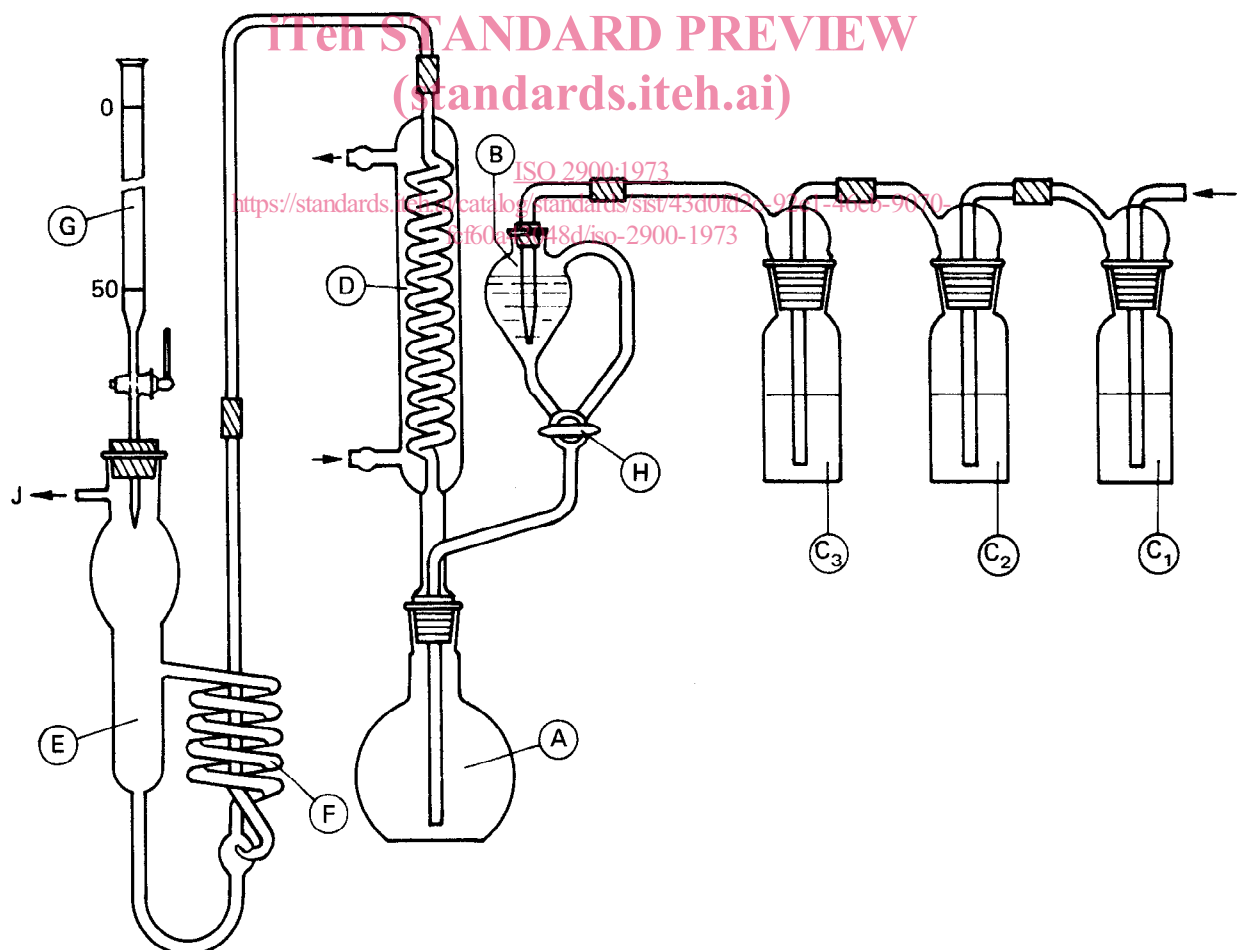 iTeh STANDARD PREVIEW
(standards.iteh.ai)
ISO 2900:1973
0
B
G
50
D
H
J
C3
C2
C1
E
A
F